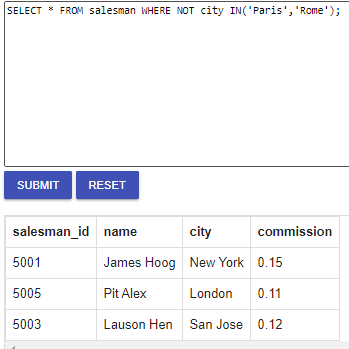 SELECT * FROM salesman WHERE NOT city IN('Paris','Rome');
SUBMIT RESET
salesman_id name city commission
5001 James Hoog New York 0.15
5005 Pit Alex London 0.11
5003 Lauson Hen San Jose 0.12